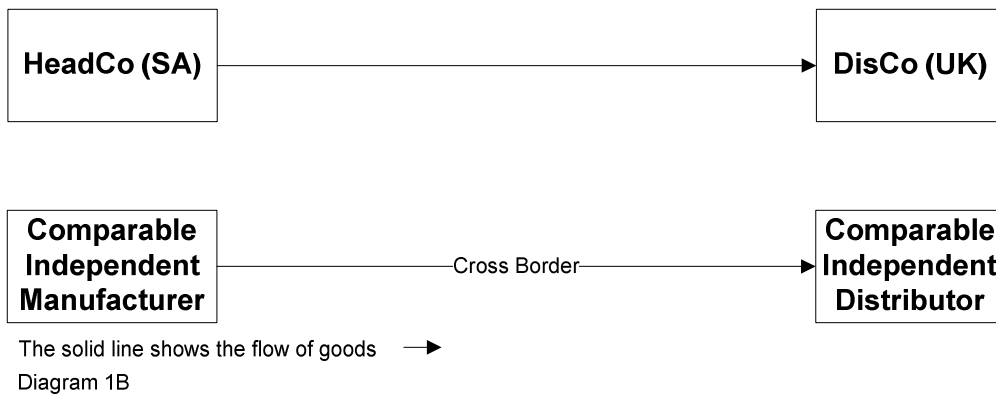 HeadCo (SA)
DisCo (UK)
Comparable
Independent
Manufacturer
Cross Border
Comparable
Independent
Distributor
The solid line shows the flow of goods
Diagram 1B